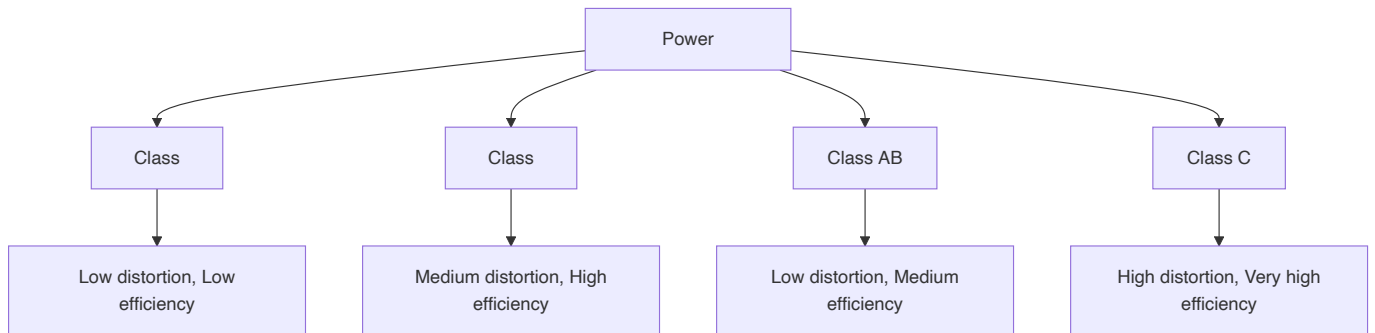 Power
Class
Class
Class AB
Class C
Low distortion, Low
efficiency
Medium distortion, High
efficiency
Low distortion, Medium
efficiency
High distortion, Very high
efficiency